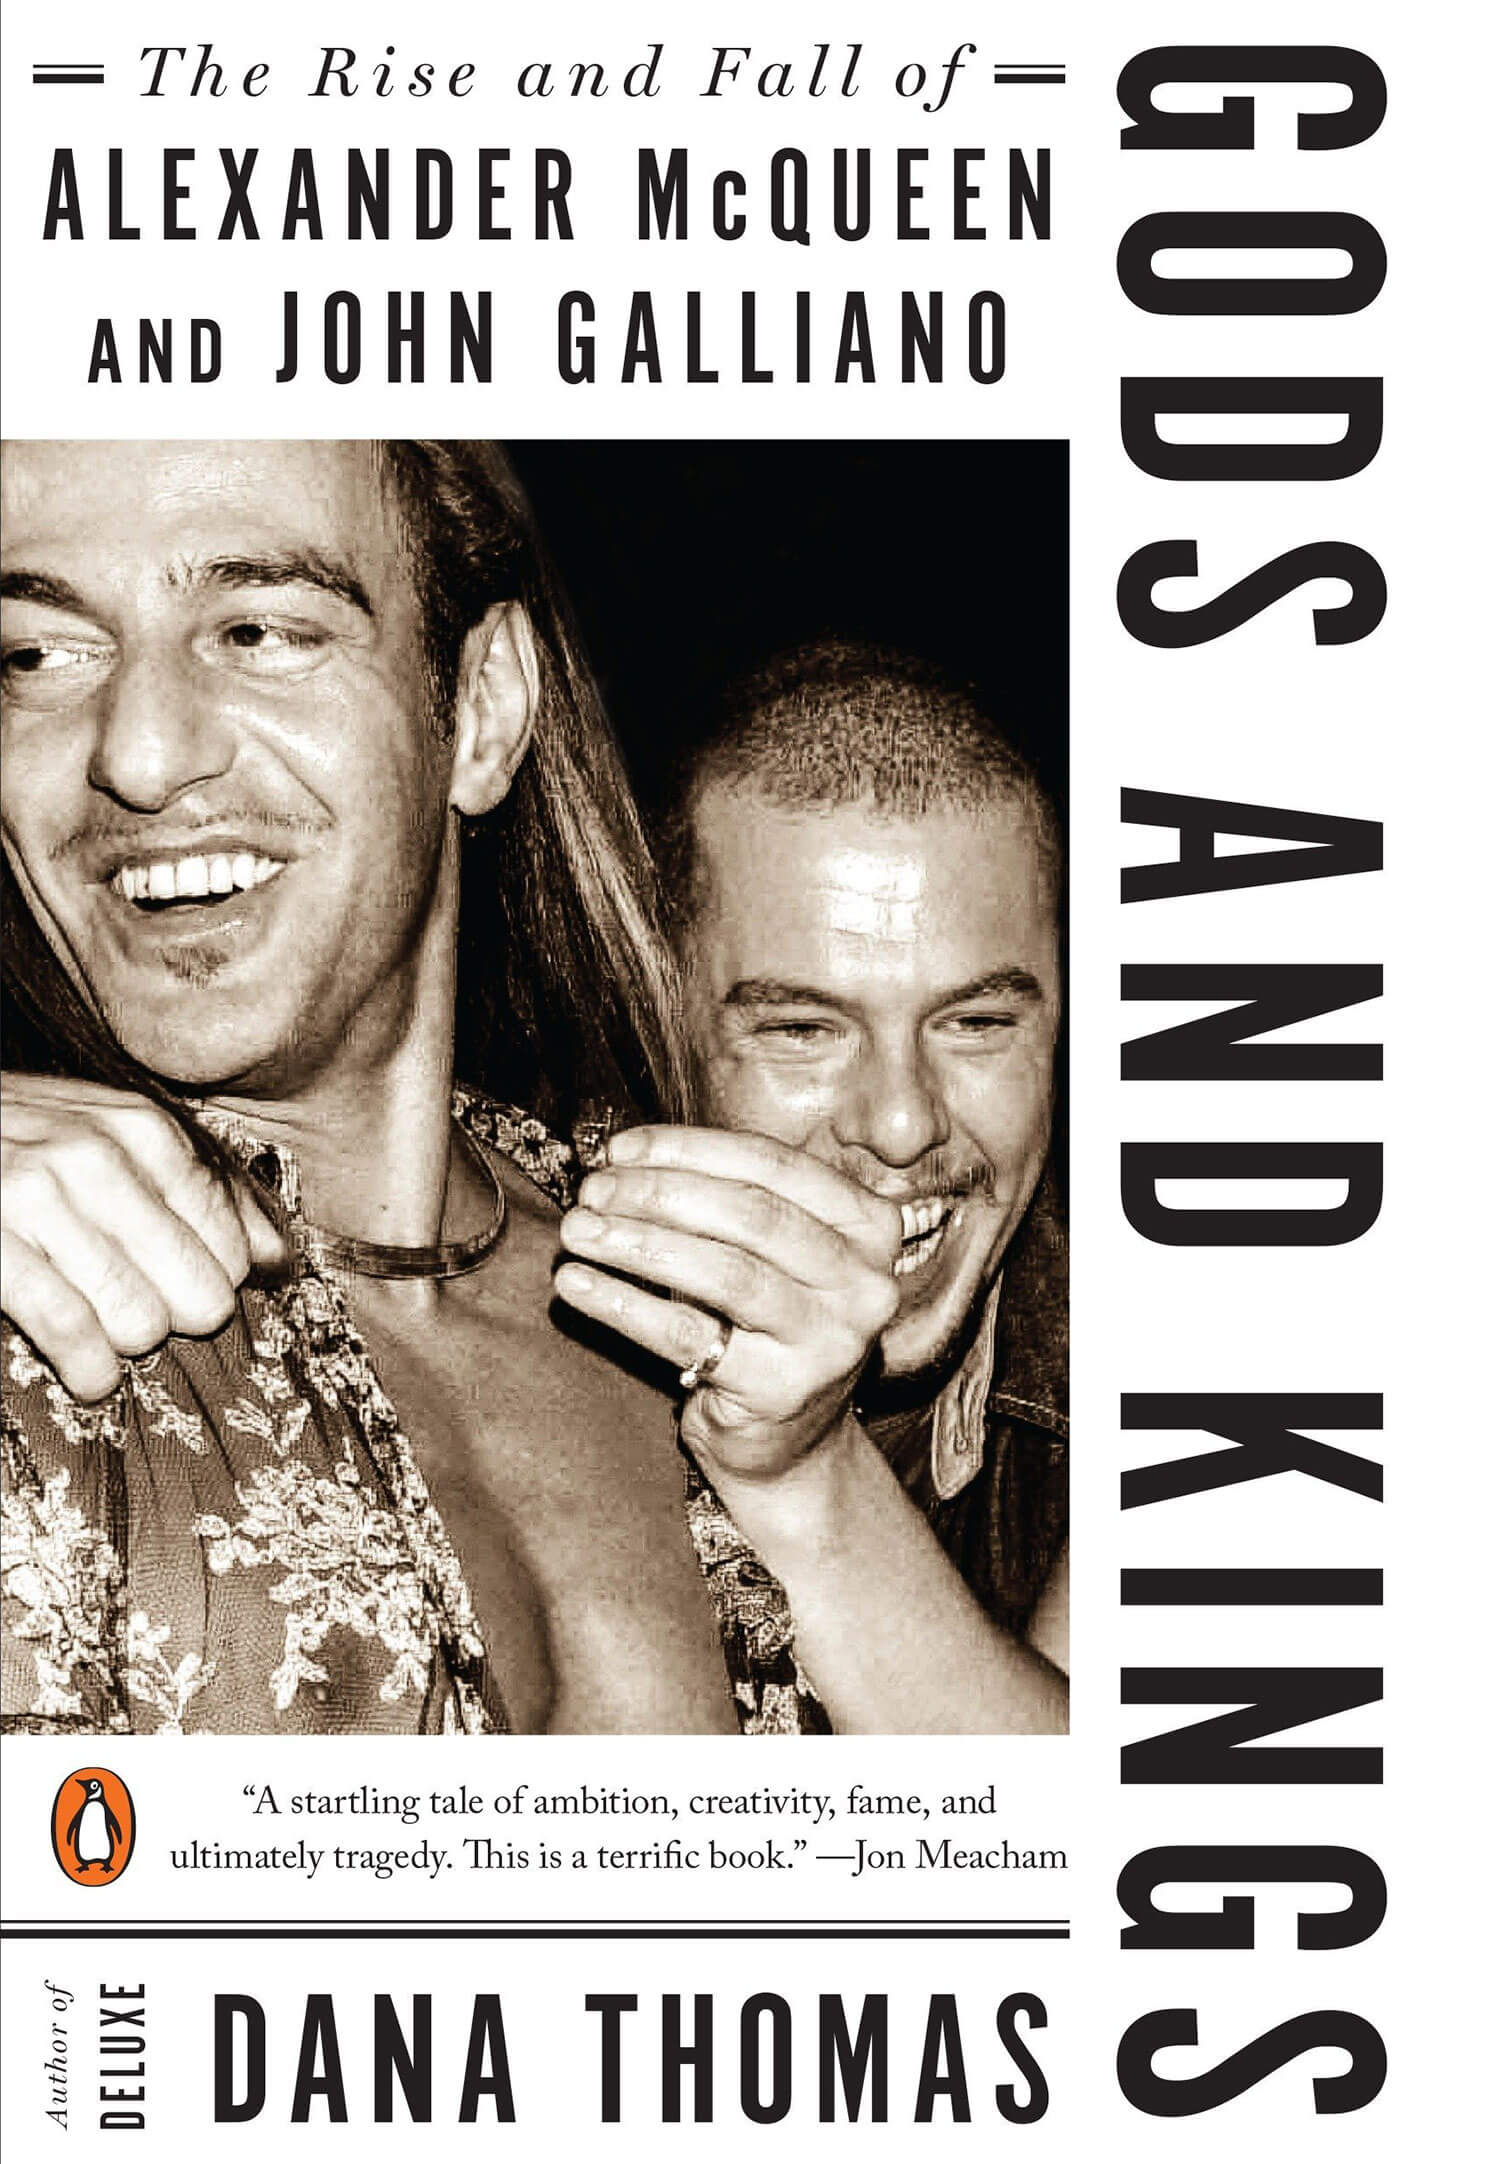 The Rise and Fall of
ALEXANDER McQUEEN
AND JOHN GALLIANO
GODS AND KINGS
“A startling tale of ambition, creativity, fame, and
ultimately tragedy. This is a terrific book.” —Jon Meacham
Author of
DELUXE
DANA THOMAS